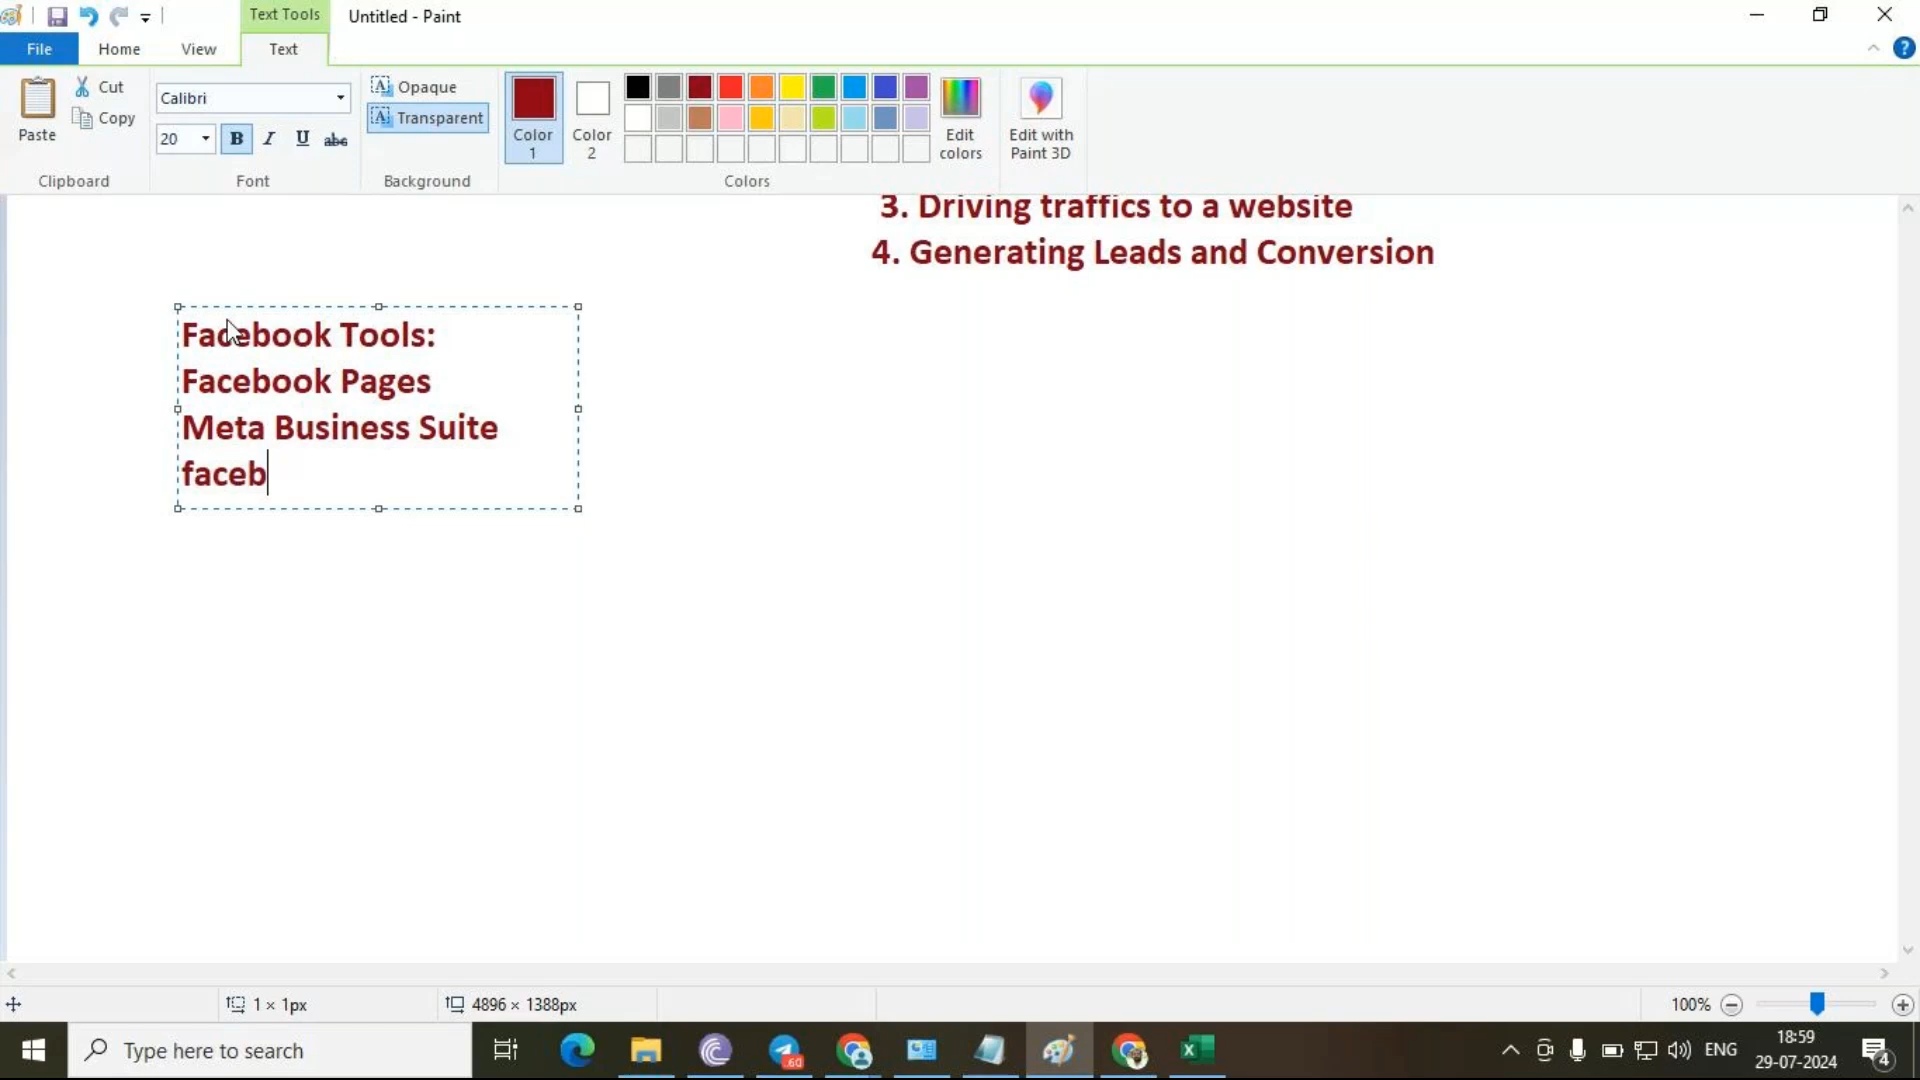 Text Tools
Untitled - Paint
File
Home
View
Text
Paste
Cut
Copy
Clipboard
Calibri
20
B
I
U
abc
Font
Opaque
Transparent
Background
Color
1
Color
2
Colors
Edit
colors
Edit with
Paint 3D
3. Driving traffics to a website
4. Generating Leads and Conversion
Facebook Tools:
Facebook Pages
Meta Business Suite
faceb
1 × 1px
4896 × 1388px
100%
Type here to search
60
ENG
18:59
29-07-2024
4